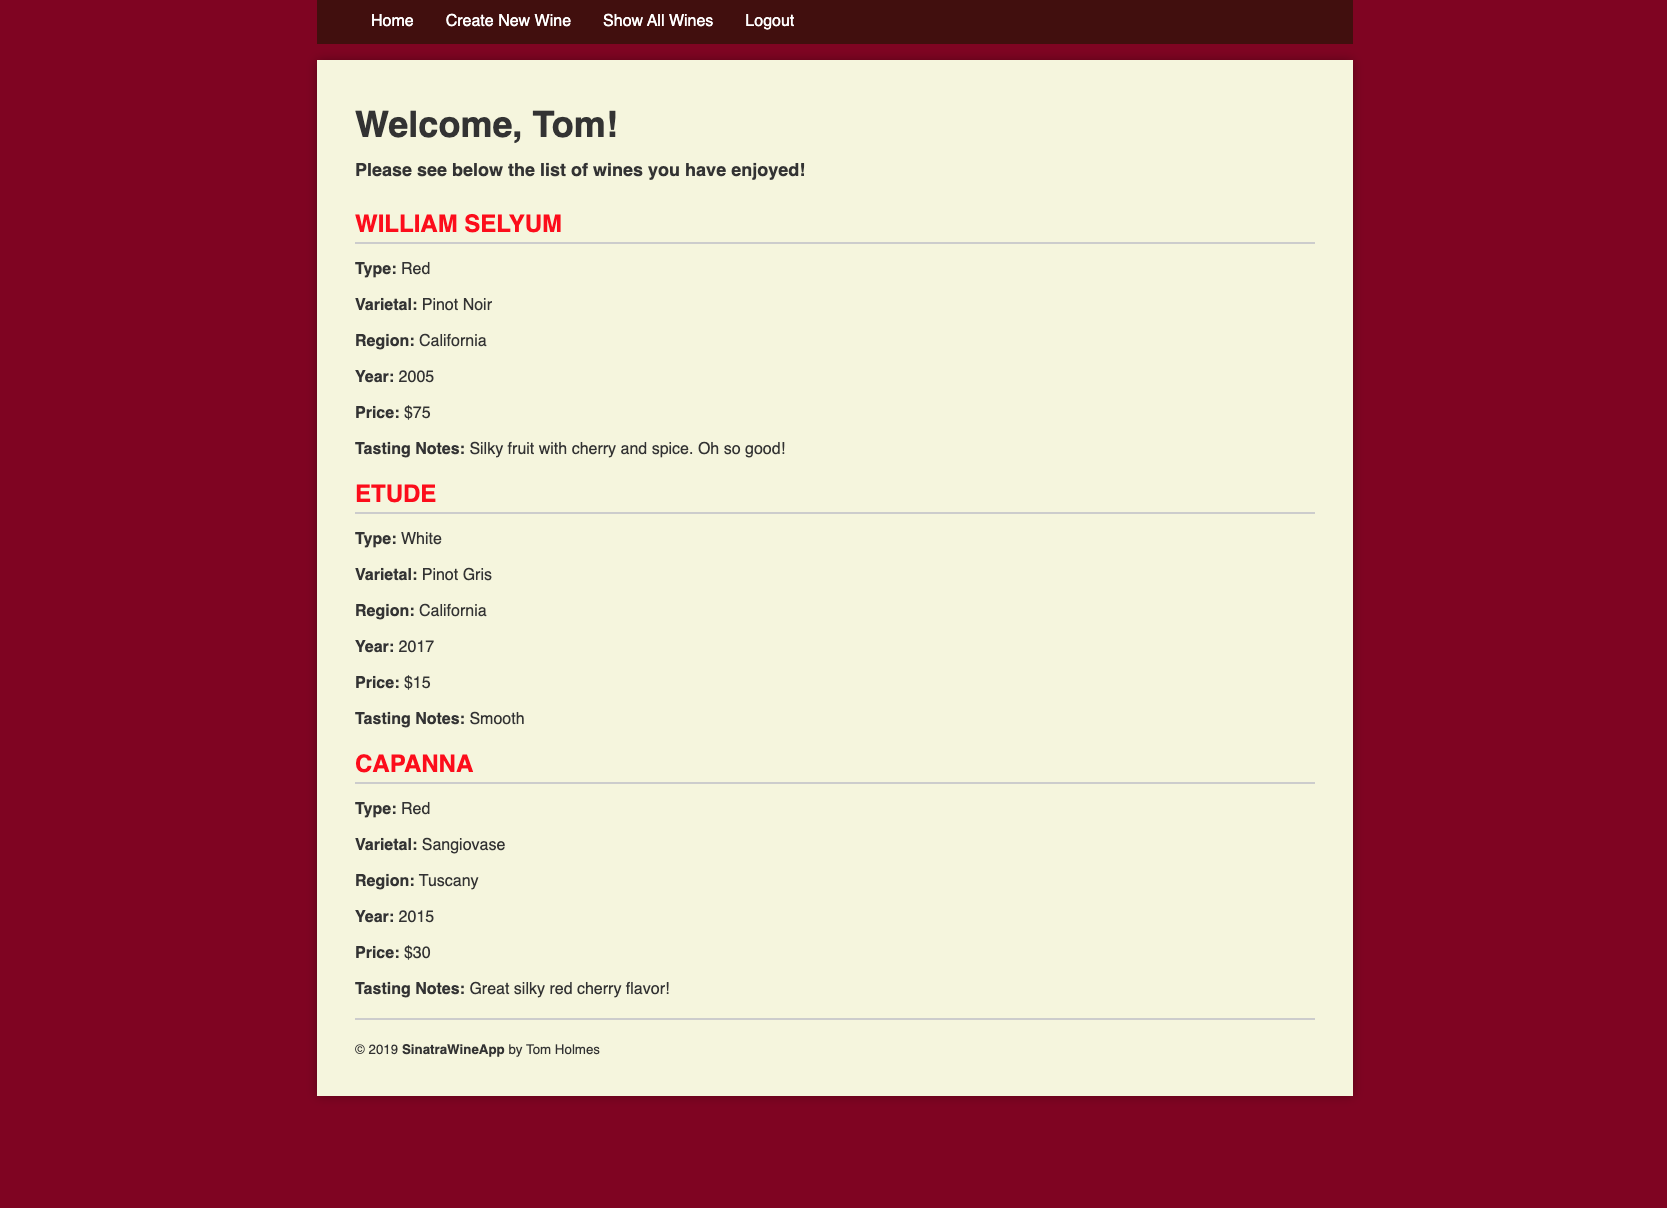 Home Create New Wine Show All Wines Logout
Welcome, Tom!
Please see below the list of wines you have enjoyed!
WILLIAM SELYUM
Type: Red
Varietal: Pinot Noir
Region: California
Year: 2005
Price: $75
Tasting Notes: Silky fruit with cherry and spice. Oh so good!
ETUDE
Type: White
Varietal: Pinot Gris
Region: California
Year: 2017
Price: $15
Tasting Notes: Smooth
CAPANNA
Type: Red
Varietal: Sangiovase
Region: Tuscany
Year: 2015
Price: $30
Tasting Notes: Great silky red cherry flavor!
© 2019 SinatraWineApp by Tom Holmes